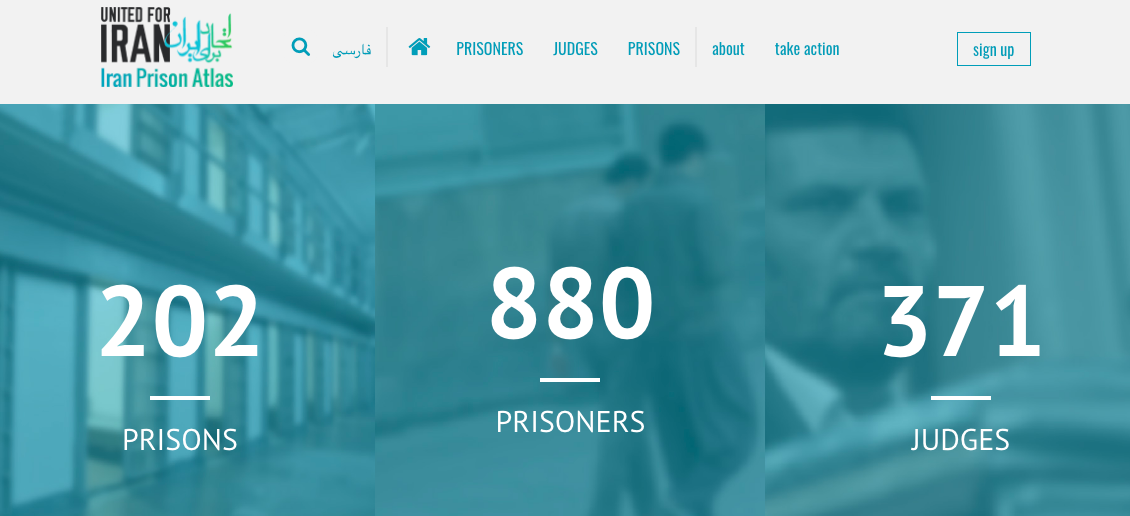 UNITED FOR
IRAN
اتحاد برای ایران
Iran Prison Atlas
فارسی
PRISONERS
JUDGES
PRISONS
about
take action
sign up
202
PRISONS
880
PRISONERS
371
JUDGES